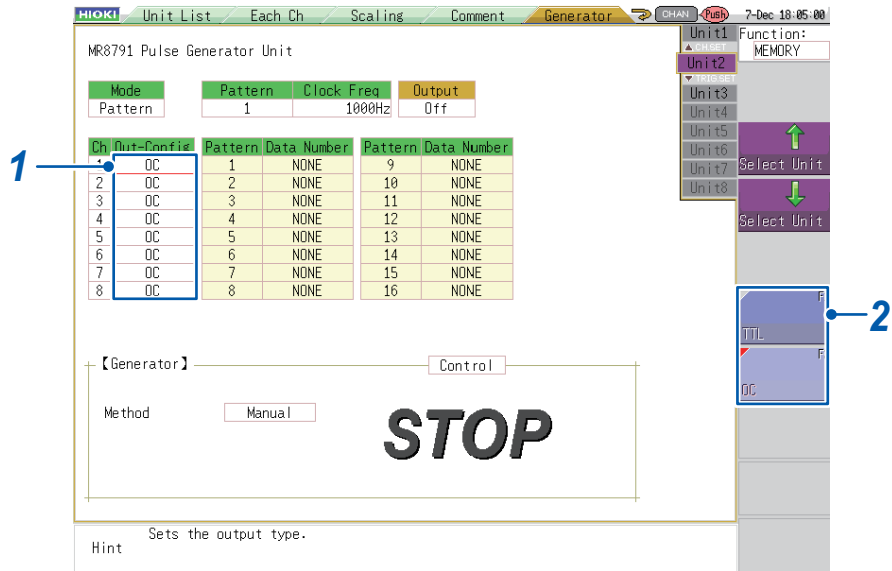 HIOKI Unit List Each Ch Scaling Comment Generator CHAN Push 7-Dec 18:05:00
MR8791 Pulse Generator Unit
Mode Pattern Clock Freq Output
Pattern 1 1000Hz Off
Ch Out-Config Pattern Data Number Pattern Data Number
1 OC 1 NONE 9 NONE
2 OC 2 NONE 10 NONE
3 OC 3 NONE 11 NONE
4 OC 4 NONE 12 NONE
5 OC 5 NONE 13 NONE
6 OC 6 NONE 14 NONE
7 OC 7 NONE 15 NONE
8 OC 8 NONE 16 NONE
1
【Generator】 Control
Method Manual
STOP
Hint Sets the output type.
Unit1
▲ CH.SET
Unit2
▼ TRIG.SET
Unit3
Unit4
Unit5
Unit6
Unit7
Unit8
Function:
MEMORY
Select Unit
Select Unit
F
TTL
F
OC
2